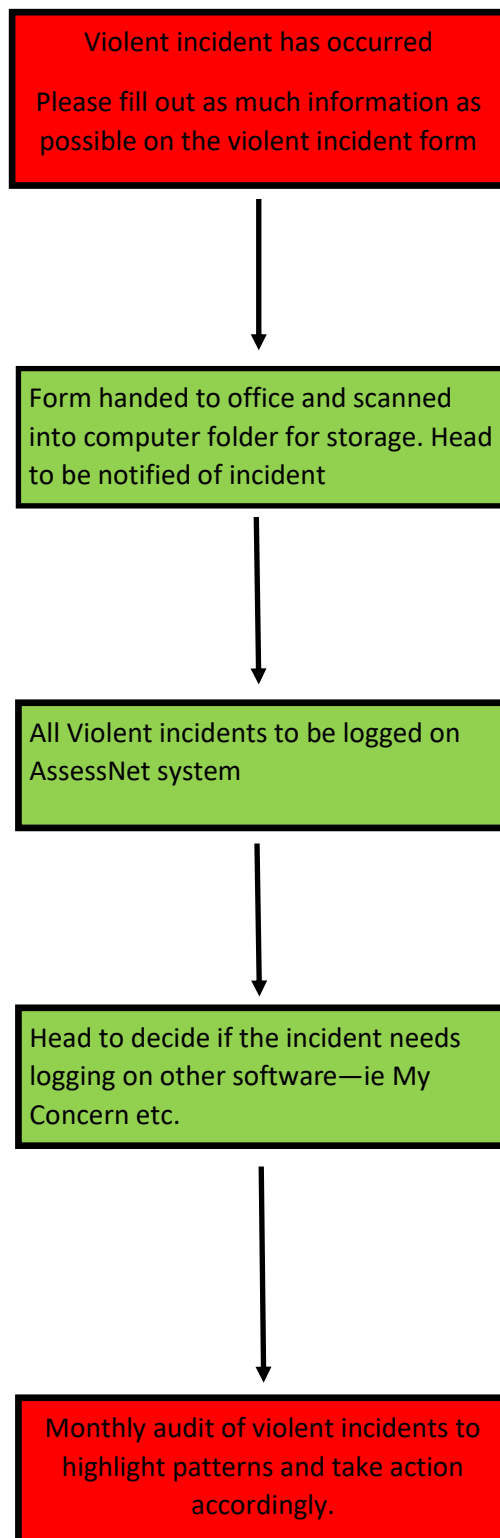 Violent incident has occurred
Please fill out as much information as
possible on the violent incident form
Form handed to office and scanned
into computer folder for storage. Head
to be notified of incident
All Violent incidents to be logged on
AssessNet system
Head to decide if the incident needs
logging on other software—ie My
Concern etc.
Monthly audit of violent incidents to
highlight patterns and take action
accordingly.